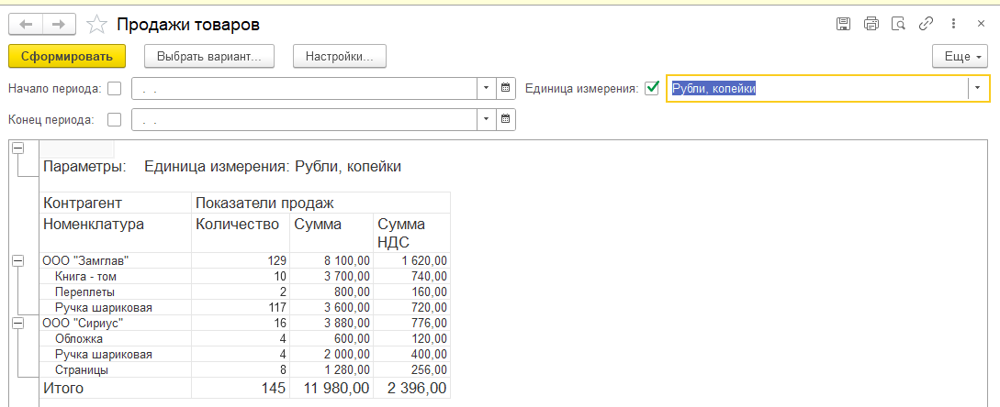 Продажи товаров
Сформировать Выбрать вариант... Настройки... Еще
Начало периода: . . Единица измерения: Рубли, копейки
Конец периода: . .
Параметры: Единица измерения: Рубли, копейки
Контрагент Показатели продаж
Номенклатура Количество Сумма Сумма
НДС
ООО "Замглав" 129 8 100,00 1 620,00
Книга - том 10 3 700,00 740,00
Переплеты 2 800,00 160,00
Ручка шариковая 117 3 600,00 720,00
ООО "Сириус" 16 3 880,00 776,00
Обложка 4 600,00 120,00
Ручка шариковая 4 2 000,00 400,00
Страницы 8 1 280,00 256,00
Итого 145 11 980,00 2 396,00